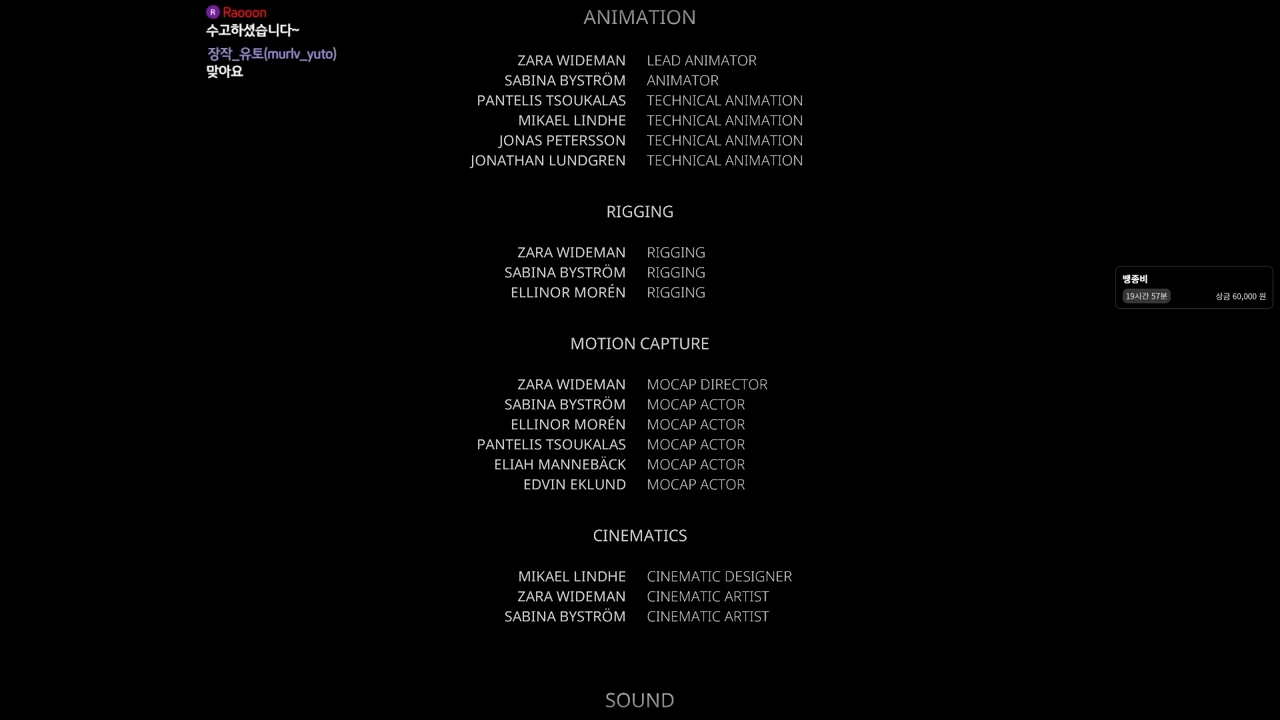 R Raooon
수고하셨습니다~
장작_유토(murlv_yuto)
맞아요
ANIMATION
ZARA WIDEMAN LEAD ANIMATOR
SABINA BYSTRÖM ANIMATOR
PANTELIS TSOUKALAS TECHNICAL ANIMATION
MIKAEL LINDHE TECHNICAL ANIMATION
JONAS PETERSSON TECHNICAL ANIMATION
JONATHAN LUNDGREN TECHNICAL ANIMATION
RIGGING
ZARA WIDEMAN RIGGING
SABINA BYSTRÖM RIGGING
ELLINOR MORÉN RIGGING
뱅종비
19시간 57분 상금 60,000 원
MOTION CAPTURE
ZARA WIDEMAN MOCAP DIRECTOR
SABINA BYSTRÖM MOCAP ACTOR
ELLINOR MORÉN MOCAP ACTOR
PANTELIS TSOUKALAS MOCAP ACTOR
ELIAH MANNEBÄCK MOCAP ACTOR
EDVIN EKLUND MOCAP ACTOR
CINEMATICS
MIKAEL LINDHE CINEMATIC DESIGNER
ZARA WIDEMAN CINEMATIC ARTIST
SABINA BYSTRÖM CINEMATIC ARTIST
SOUND